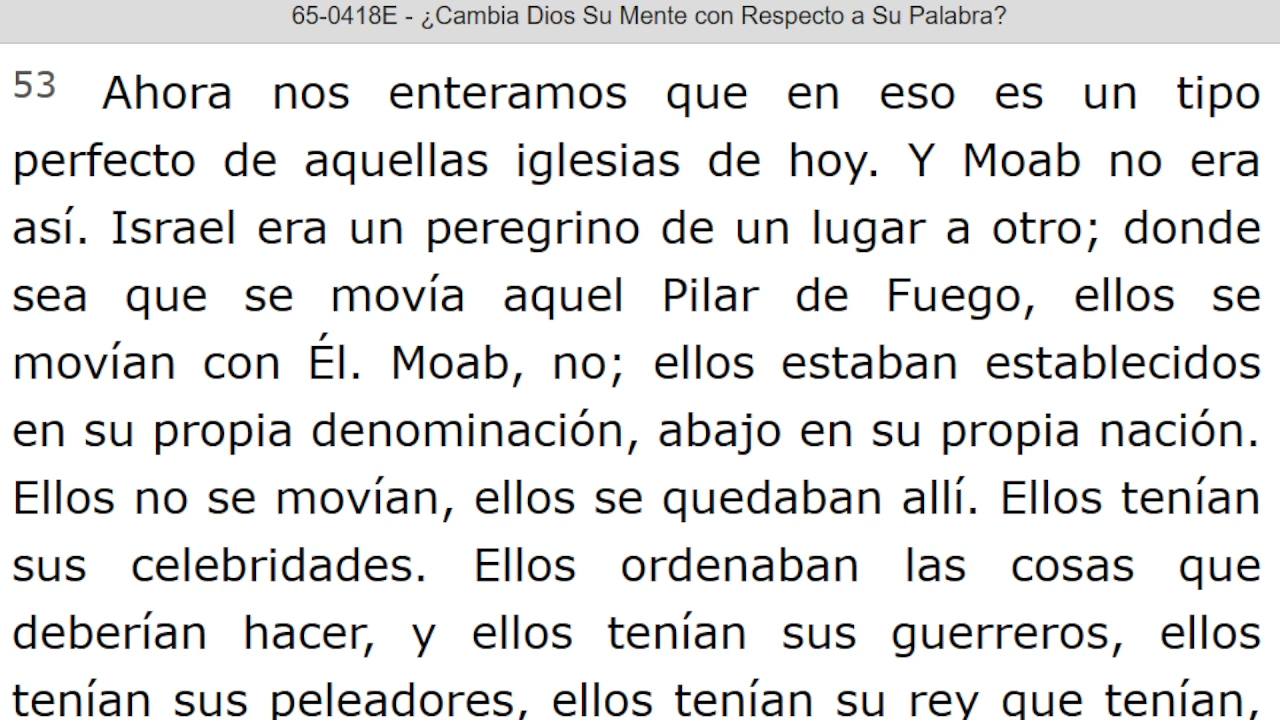 65-0418E - ¿Cambia Dios Su Mente con Respecto a Su Palabra?
53 Ahora nos enteramos que en eso es un tipo
perfecto de aquellas iglesias de hoy. Y Moab no era
así. Israel era un peregrino de un lugar a otro; donde
sea que se movía aquel Pilar de Fuego, ellos se
movían con Él. Moab, no; ellos estaban establecidos
en su propia denominación, abajo en su propia nación.
Ellos no se movían, ellos se quedaban allí. Ellos tenían
sus celebridades. Ellos ordenaban las cosas que
deberían hacer, y ellos tenían sus guerreros, ellos
tenían sus peleadores, ellos tenían su rey que tenían,